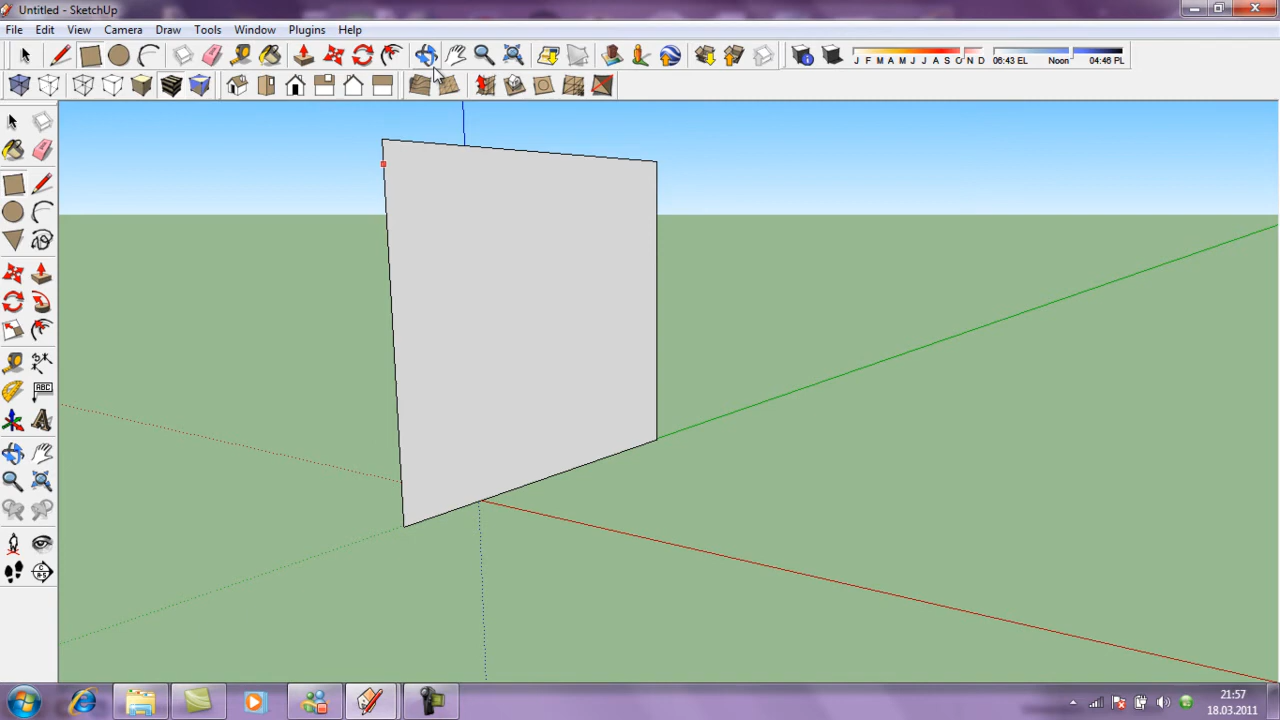 Untitled - SketchUp
File Edit View Camera Draw Tools Window Plugins Help
J F M A M J J A S O N D 06:43 EL Noon 04:46 PL
ABC
21:57
18.03.2011